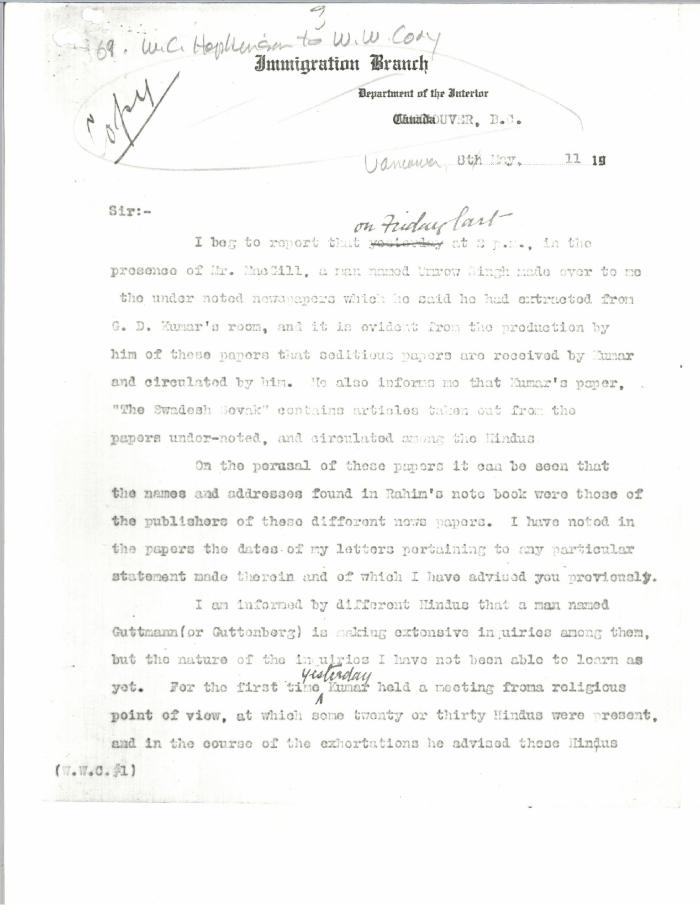 9
69. W.C. Hopkinson to W.W. Cory
Immigration Branch
Department of the Interior
Copy
Canada OUVER, B.C.
Vancouver, 8th May, 11 19
Sir:-
on Friday last
I beg to report that yesterday at 2 p.m., in the
presence of Mr. MacGill, a man named Umrow Singh made over to me
the under noted newspapers which he said he had extracted from
G. D. Kumar's room, and it is evident from the production by
him of these papers that seditious papers are received by Kumar
and circulated by him. He also informs me that Kumar's paper,
"The Swadesh Sevak" contains articles taken out from the
papers under-noted, and circulated among the Hindus
On the perusal of these papers it can be seen that
the names and addresses found in Rahim's note book were those of
the publishers of these different news papers. I have noted in
the papers the dates of my letters pertaining to any particular
statement made therein and of which I have advised you previously.
I am informed by different Hindus that a man named
Guttmann(or Guttenberg) is making extensive inquiries among them,
but the nature of the inquiries I have not been able to learn as
yesterday
yet. For the first time Kumar held a meeting froma religious
point of view, at which some twenty or thirty Hindus were present,
and in the course of the exhortations he advised these Hindus
(W.W.C. #1)